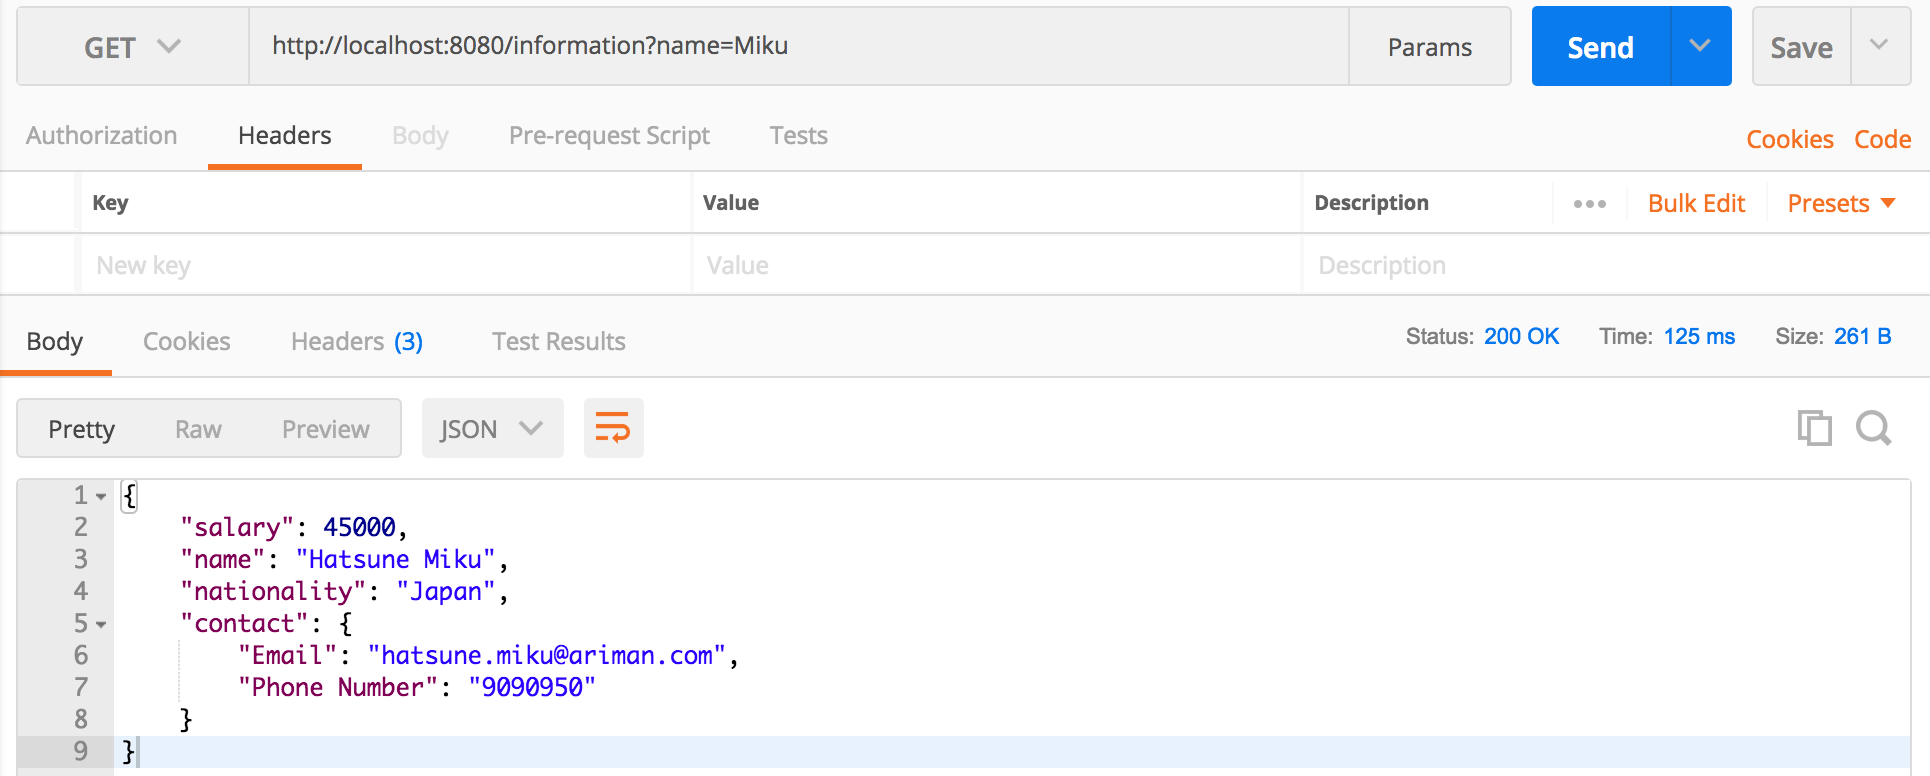 GET http://localhost:8080/information?name=Miku Params Send Save
Authorization Headers Body Pre-request Script Tests Cookies Code
Key Value Description ••• Bulk Edit Presets
New key Value Description
Body Cookies Headers (3) Test Results Status: 200 OK Time: 125 ms Size: 261 B
Pretty Raw Preview JSON
1 {
2 "salary": 45000,
3 "name": "Hatsune Miku",
4 "nationality": "Japan",
5 "contact": {
6 "Email": "hatsune.miku@ariman.com",
7 "Phone Number": "9090950"
8 }
9 }